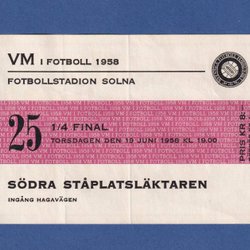 VM I FOTBOLL 1958
FOTBOLLSTADION SOLNA
25
1/4 FINAL
TORSDAGEN DEN 19 JUNI 1958 KL 19.00
PRIS KR 8:
SÖDRA STÅPLATSLÄKTAREN
INGÅNG HAGAVÄGEN